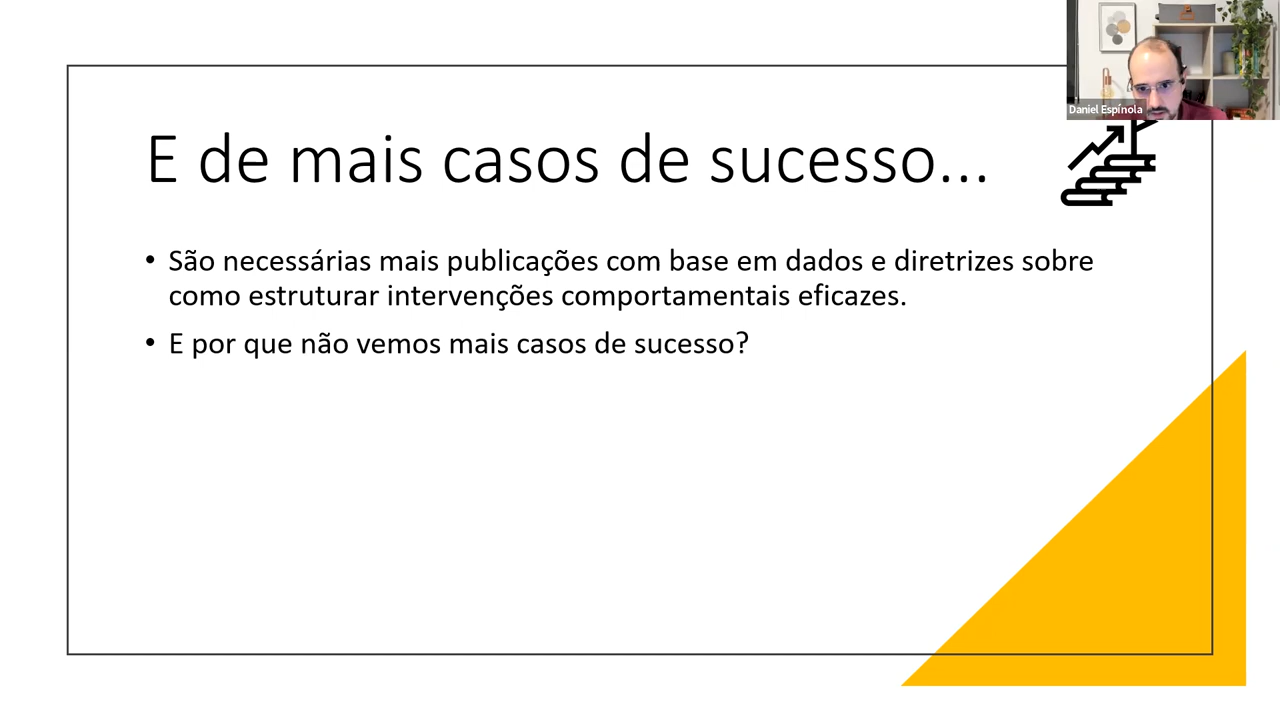 Daniel Espínola
E de mais casos de sucesso...
• São necessárias mais publicações com base em dados e diretrizes sobre
como estruturar intervenções comportamentais eficazes.
• E por que não vemos mais casos de sucesso?